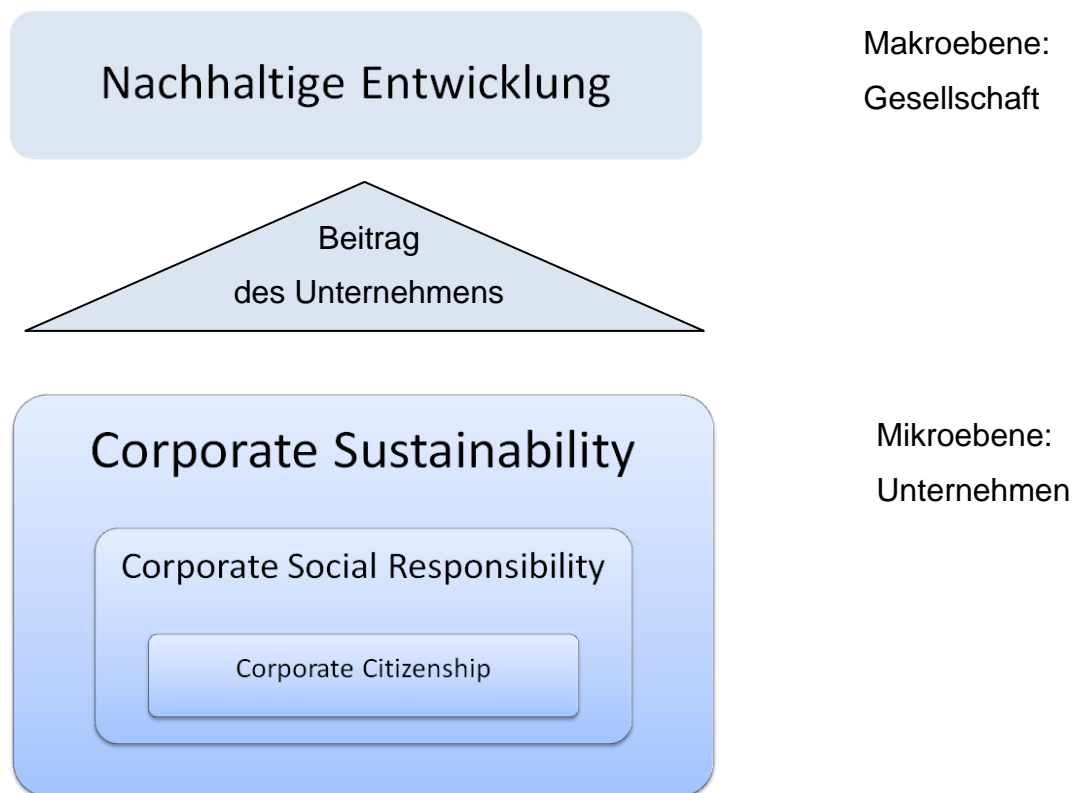 Nachhaltige Entwicklung
Makroebene:
Gesellschaft
Beitrag
des Unternehmens
Corporate Sustainability
Mikroebene:
Unternehmen
Corporate Social Responsibility
Corporate Citizenship